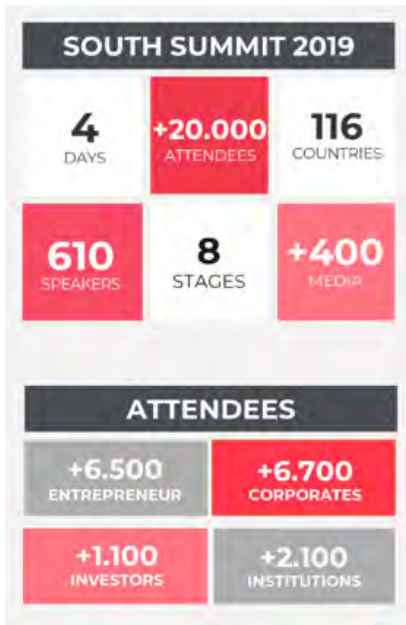 SOUTH SUMMIT 2019
4
DAYS
+20.000
ATTENDEES
116
COUNTRIES
610
SPEAKERS
8
STAGES
+400
MEDIA
ATTENDEES
+6.500
ENTREPRENEUR
+6.700
CORPORATES
+1.100
INVESTORS
+2.100
INSTITUTIONS